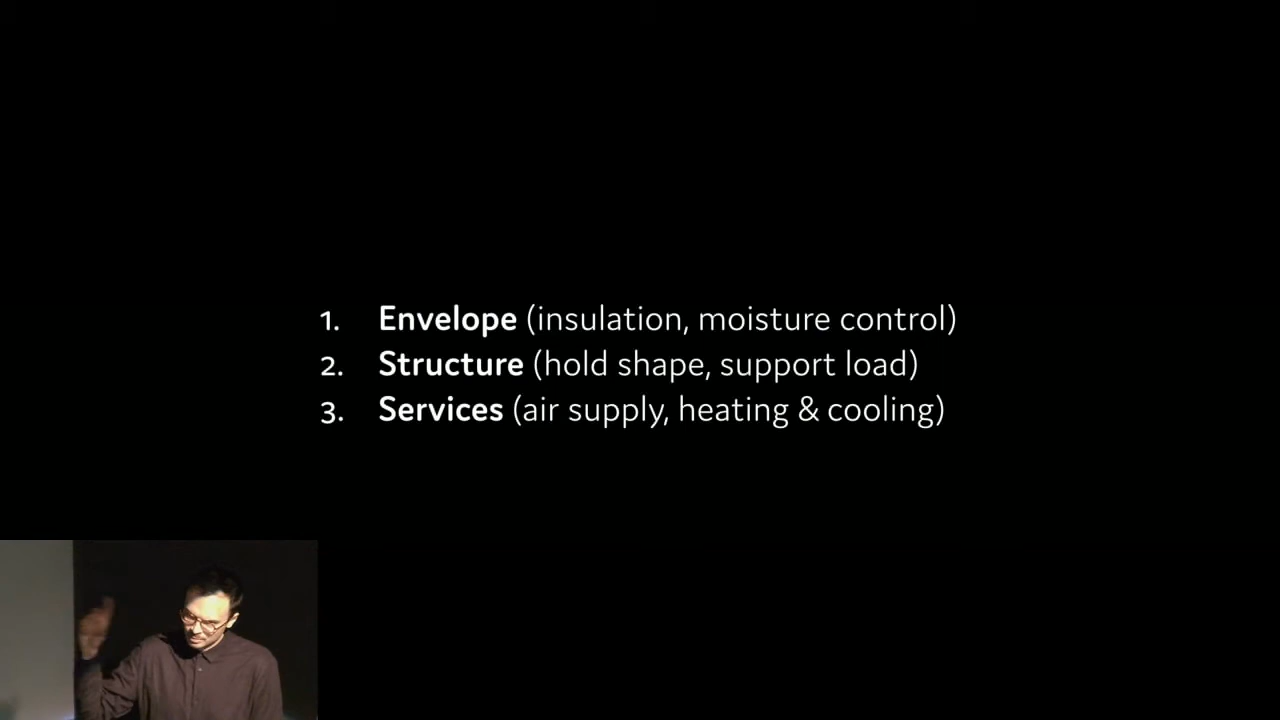 1. Envelope (insulation, moisture control)
2. Structure (hold shape, support load)
3. Services (air supply, heating & cooling)